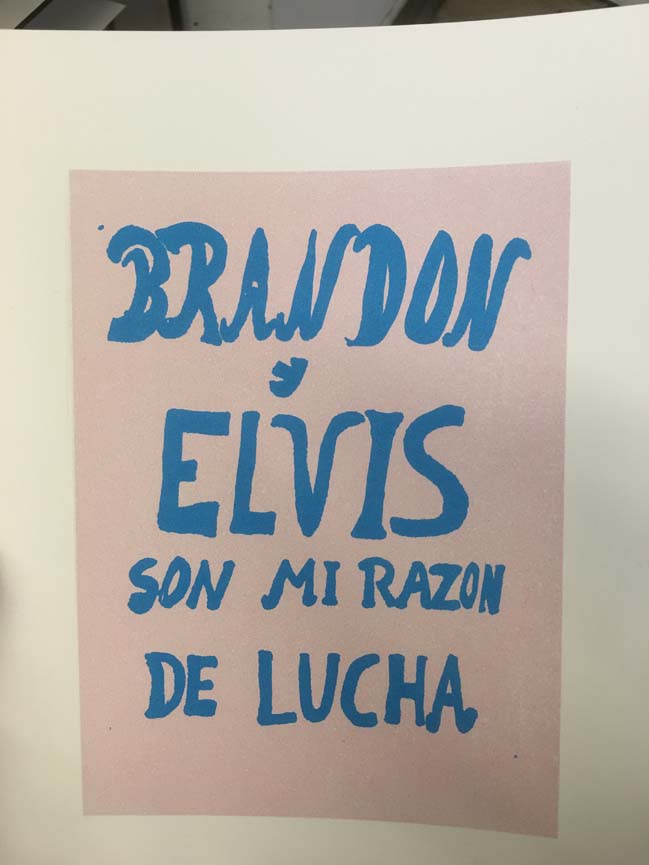 BRANDON
y
ELVIS
SON MI RAZON
DE LUCHA